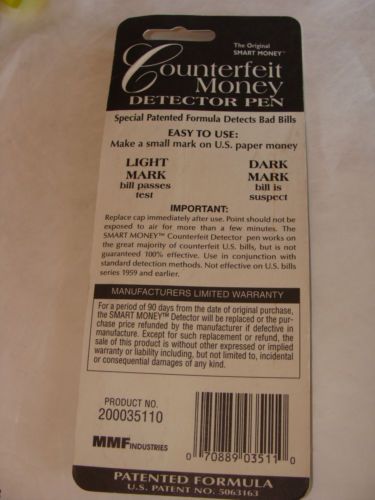 The Original
SMART MONEY™
Counterfeit
Money
DETECTOR PEN
Special Patented Formula Detects Bad Bills
EASY TO USE:
Make a small mark on U.S. paper money
LIGHT
MARK
bill passes
test
DARK
MARK
bill is
suspect
IMPORTANT:
Replace cap immediately after use. Point should not be
exposed to air for more than a few minutes. The
SMART MONEY™ Counterfeit Detector pen works on
the great majority of counterfeit U.S. bills, but is not
guaranteed 100% effective. Use in conjunction with
standard detection methods. Not effective on U.S. bills
series 1959 and earlier.
MANUFACTURERS LIMITED WARRANTY
For a period of 90 days from the date of original purchase,
the SMART MONEY™ Detector will be replaced or the pur-
chase price refunded by the manufacturer if defective in
manufacture. Except for such replacement or refund, the
sale of this product is without other expressed or implied
warranty or liability including, but not limited to, incidental
or consequential damages of any kind.
PRODUCT NO.
200035110
MMF INDUSTRIES
0 70889 03511 0
PATENTED FORMULA
U.S. PATENT NO. 5063163